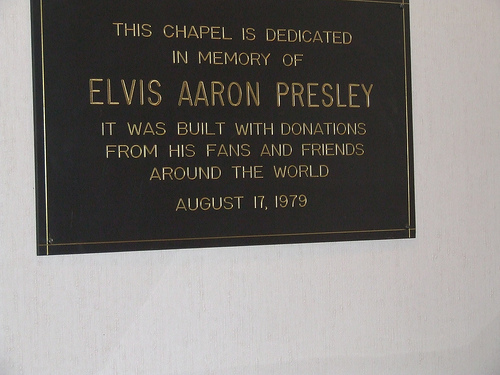 THIS CHAPEL IS DEDICATED
IN MEMORY OF
ELVIS AARON PRESLEY
IT WAS BUILT WITH DONATIONS
FROM HIS FANS AND FRIENDS
AROUND THE WORLD
AUGUST 17, 1979